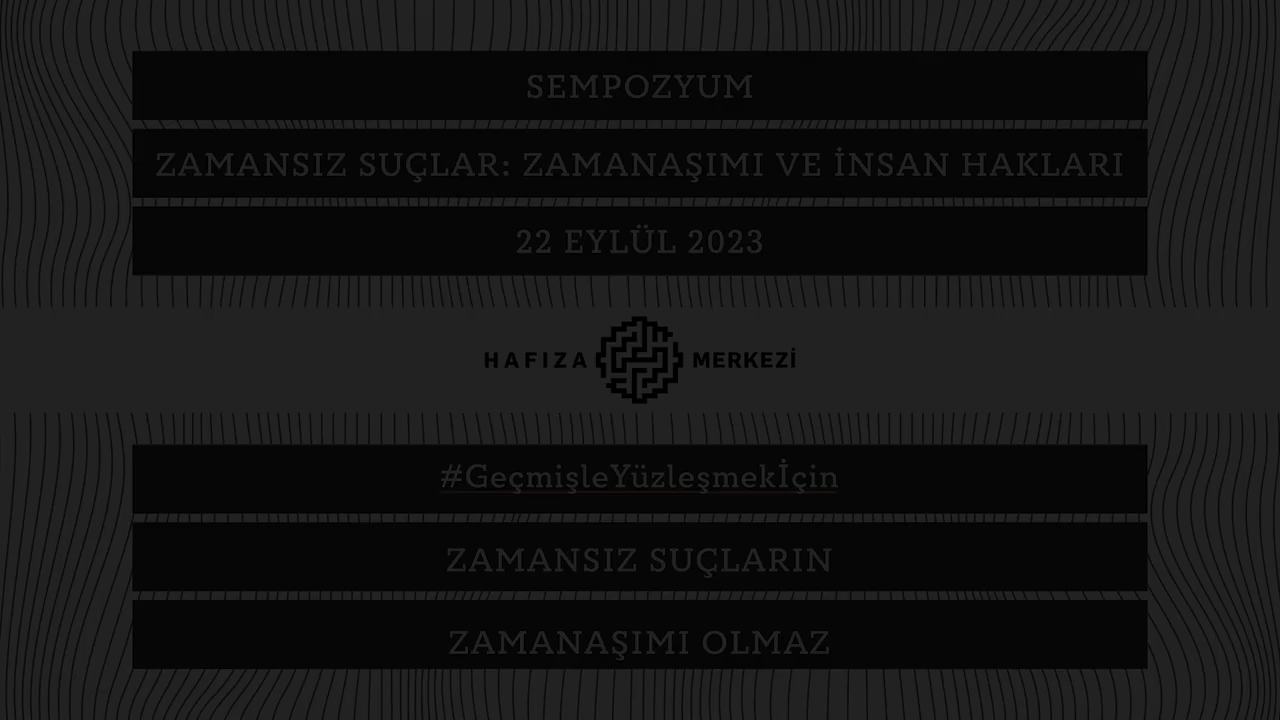 SEMPOZYUM
ZAMANSIZ SUÇLAR: ZAMANAŞIMI VE İNSAN HAKLARI
22 EYLÜL 2023
HAFIZA MERKEZİ
#GeçmişleYüzleşmekİçin
ZAMANSIZ SUÇLARIN
ZAMANAŞIMI OLMAZ